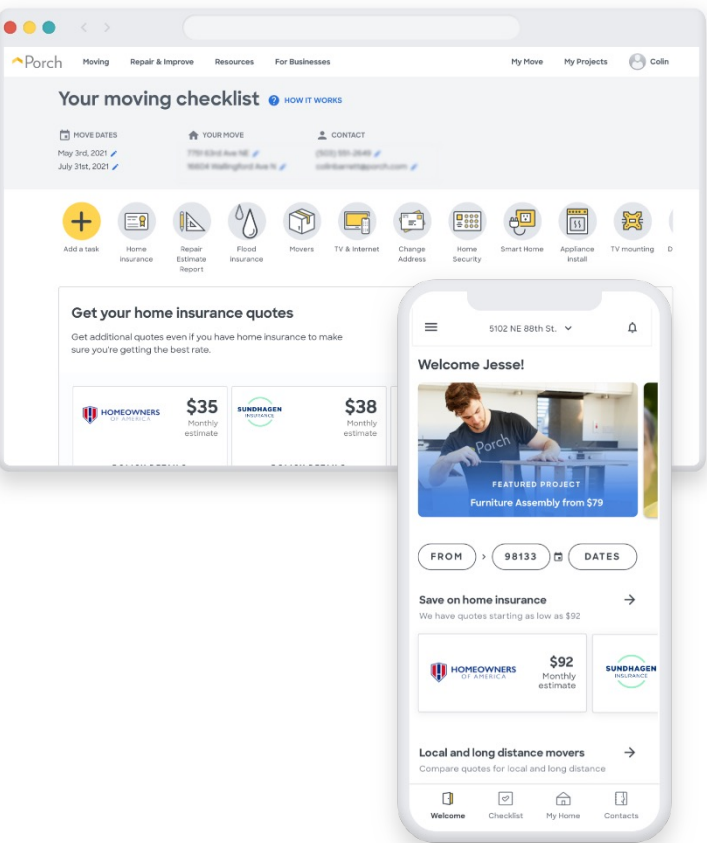 Porch
Moving
Repair & Improve
Resources
For Businesses
My Move
My Projects
Colin
Your moving checklist
? HOW IT WORKS
MOVE DATES
May 3rd, 2021
July 31st, 2021
YOUR MOVE
CONTACT
Add a task
Home
Insurance
Repair
Estimate
Report
Flood
Insurance
Movers
TV & Internet
Change
Address
Home
Security
Smart Home
Appliance
Install
TV mounting
D
Get your home insurance quotes
Get additional quotes even if you have home insurance to make
sure you're getting the best rate.
HOMEOWNERS
OF AMERICA
$35
Monthly
estimate
SUNDHAGEN
INSURANCE
$38
Monthly
estimate
5102 NE 88th St.
Welcome Jesse!
Porch
FEATURED PROJECT
Furniture Assembly from $79
FROM > 98133 DATES
Save on home insurance
We have quotes starting as low as $92
HOMEOWNERS
OF AMERICA
$92
Monthly
estimate
SUNDHAGEN
INSURANCE
Local and long distance movers
Compare quotes for local and long distance
Welcome
Checklist
My Home
Contacts